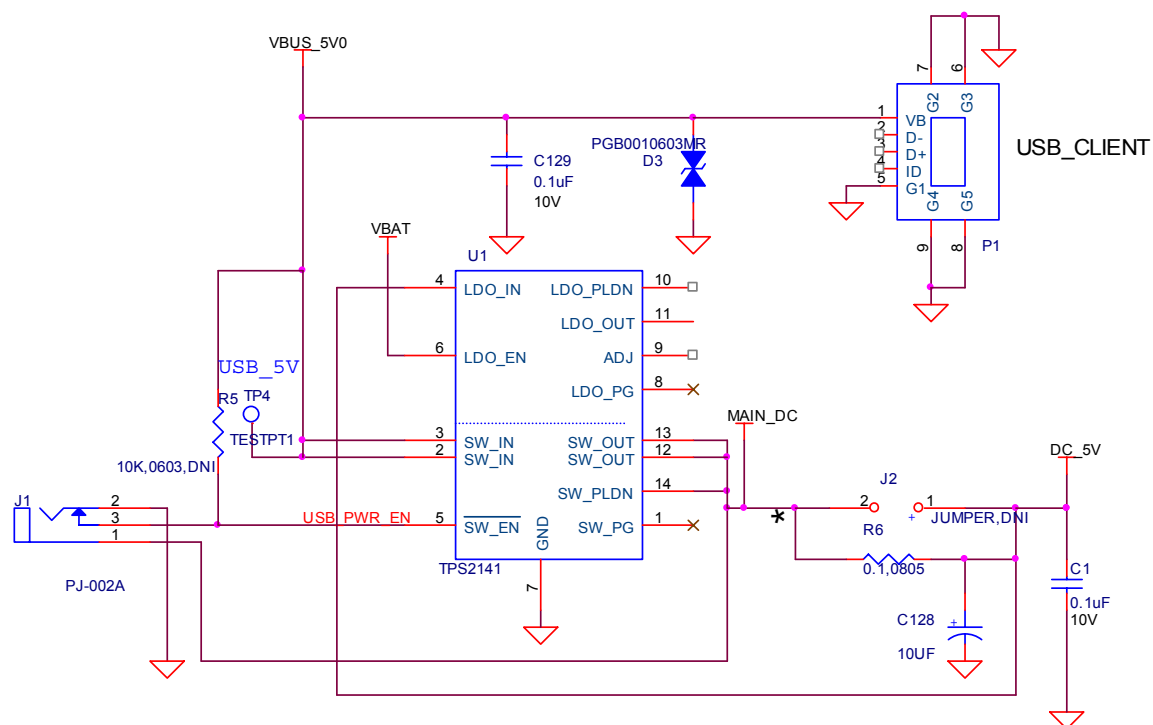 VBUS_5V0
7
6
G2
G3
1
VB
2
D-
3
D+
4
ID
5
G1
G4
G5
9
8
P1
USB_CLIENT
PGB0010603MR
D3
C129
0.1uF
10V
VBAT
U1
4
LDO_IN
LDO_PLDN
10
LDO_OUT
11
6
LDO_EN
ADJ
9
LDO_PG
8
USB_5V
R5
TP4
TESTPT1
10K,0603,DNI
3
SW_IN
2
SW_IN
SW_OUT
13
SW_OUT
12
SW_PLDN
14
USB_PWR_EN
5
SW_EN
SW_PG
1
GND
7
TPS2141
MAIN_DC
*
J2
2
1
+
JUMPER,DNI
R6
0.1,0805
DC_5V
C1
0.1uF
10V
C128
+
10UF
J1
2
3
1
PJ-002A